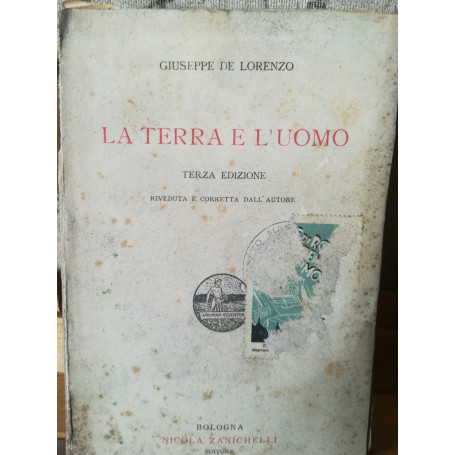 GIUSEPPE DE LORENZO
LA TERRA E L'UOMO
TERZA EDIZIONE
RIVEDUTA E CORRETTA DALL'AUTORE
BOLOGNA
NICOLA ZANICHELLI
EDITORE